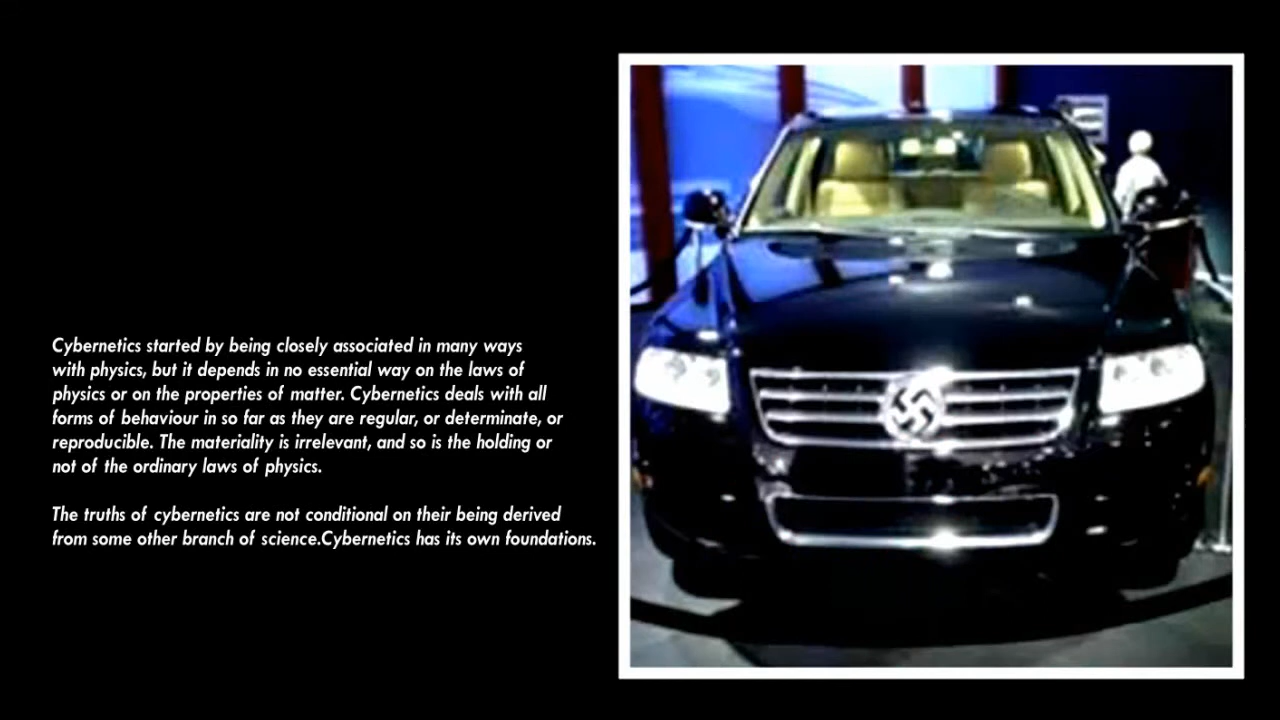 Cybernetics started by being closely associated in many ways
with physics, but it depends in no essential way on the laws of
physics or on the properties of matter. Cybernetics deals with all
forms of behaviour in so far as they are regular, or determinate, or
reproducible. The materiality is irrelevant, and so is the holding or
not of the ordinary laws of physics.
The truths of cybernetics are not conditional on their being derived
from some other branch of science.Cybernetics has its own foundations.